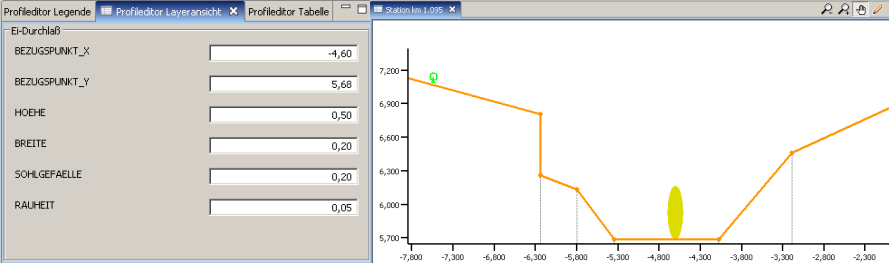 Profileditor Legende
Profileditor Layeransicht
Profileditor Tabelle
Ei-Durchlaß
BEZUGSPUNKT_X -4,60
BEZUGSPUNKT_Y 5,68
HOEHE 0,50
BREITE 0,20
SOHLGEFAELLE 0,20
RAUHEIT 0,05
Station km 1.095
7,200
6,900
6,600
6,300
6,000
5,700
-7,800 -7,300 -6,800 -6,300 -5,800 -5,300 -4,800 -4,300 -3,800 -3,300 -2,800 -2,300